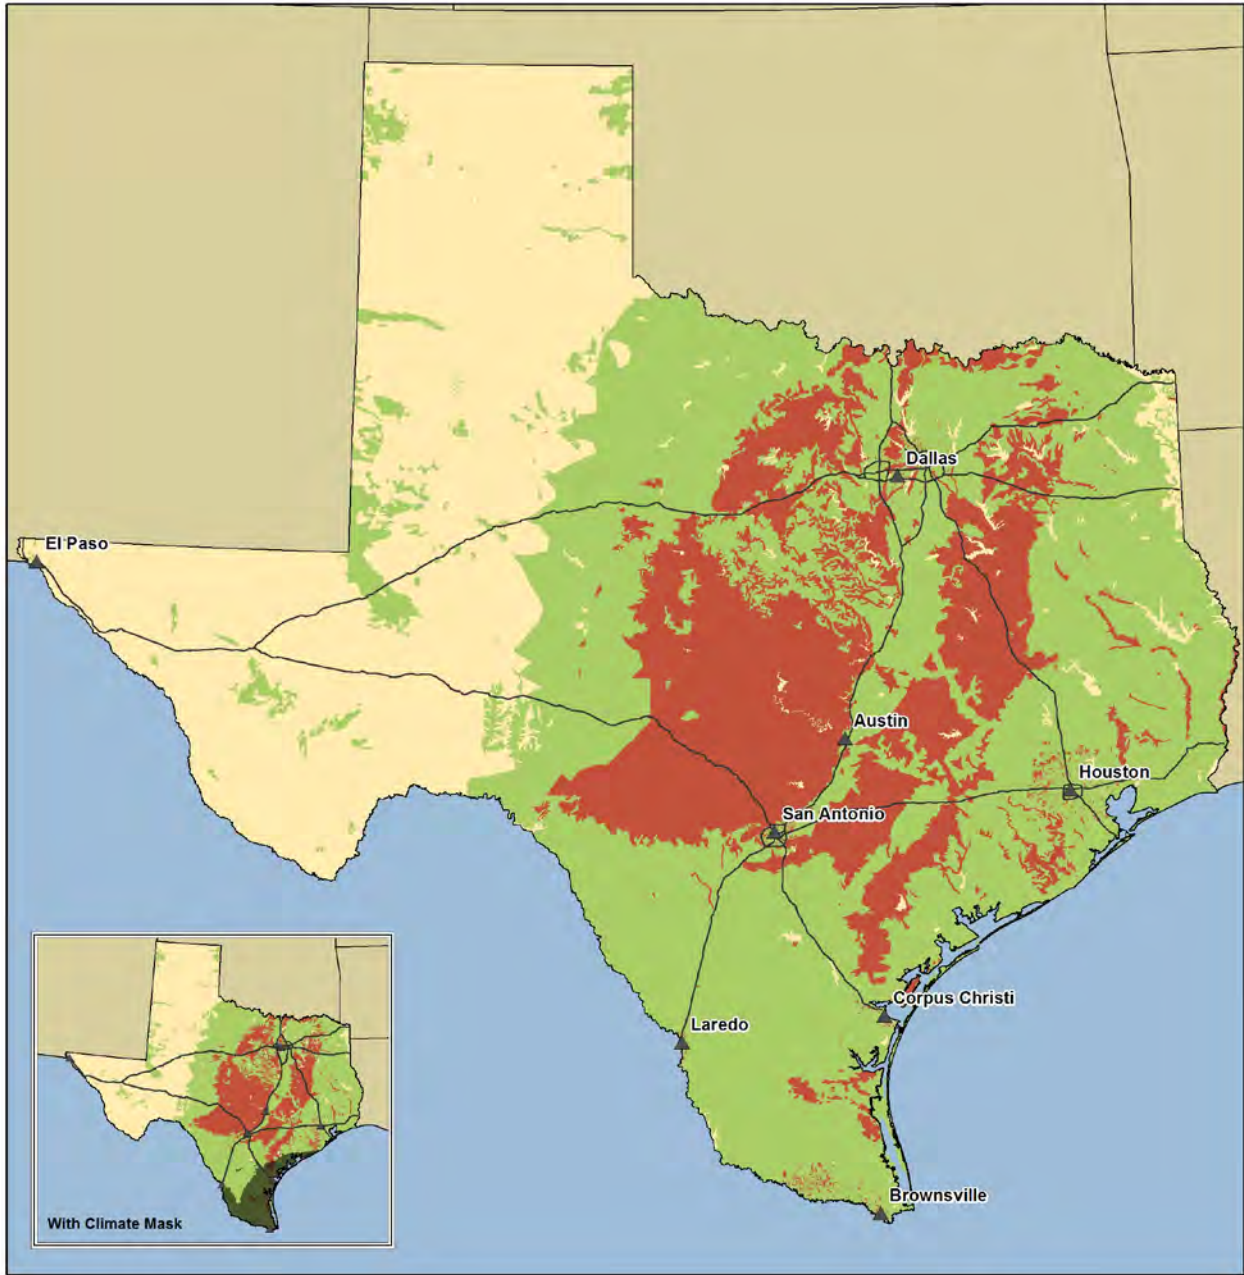 Dallas
El Paso
Austin
Houston
San Antonio
Corpus Christi
Laredo
Brownsville
With Climate Mask